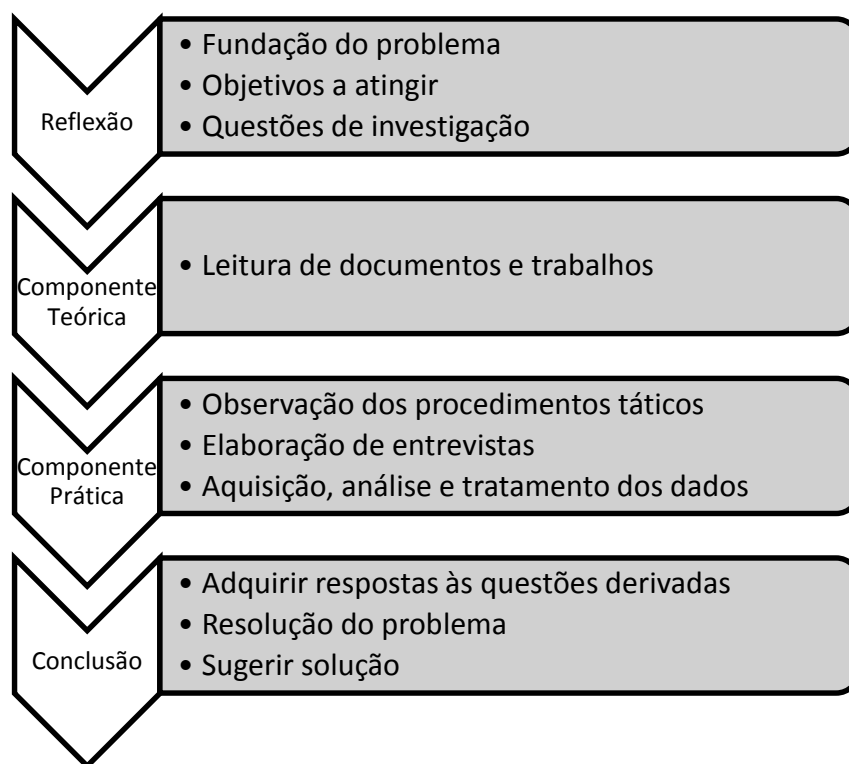 Reflexão
• Fundação do problema
• Objetivos a atingir
• Questões de investigação
Componente
Teórica
• Leitura de documentos e trabalhos
Componente
Prática
• Observação dos procedimentos táticos
• Elaboração de entrevistas
• Aquisição, análise e tratamento dos dados
Conclusão
• Adquirir respostas às questões derivadas
• Resolução do problema
• Sugerir solução